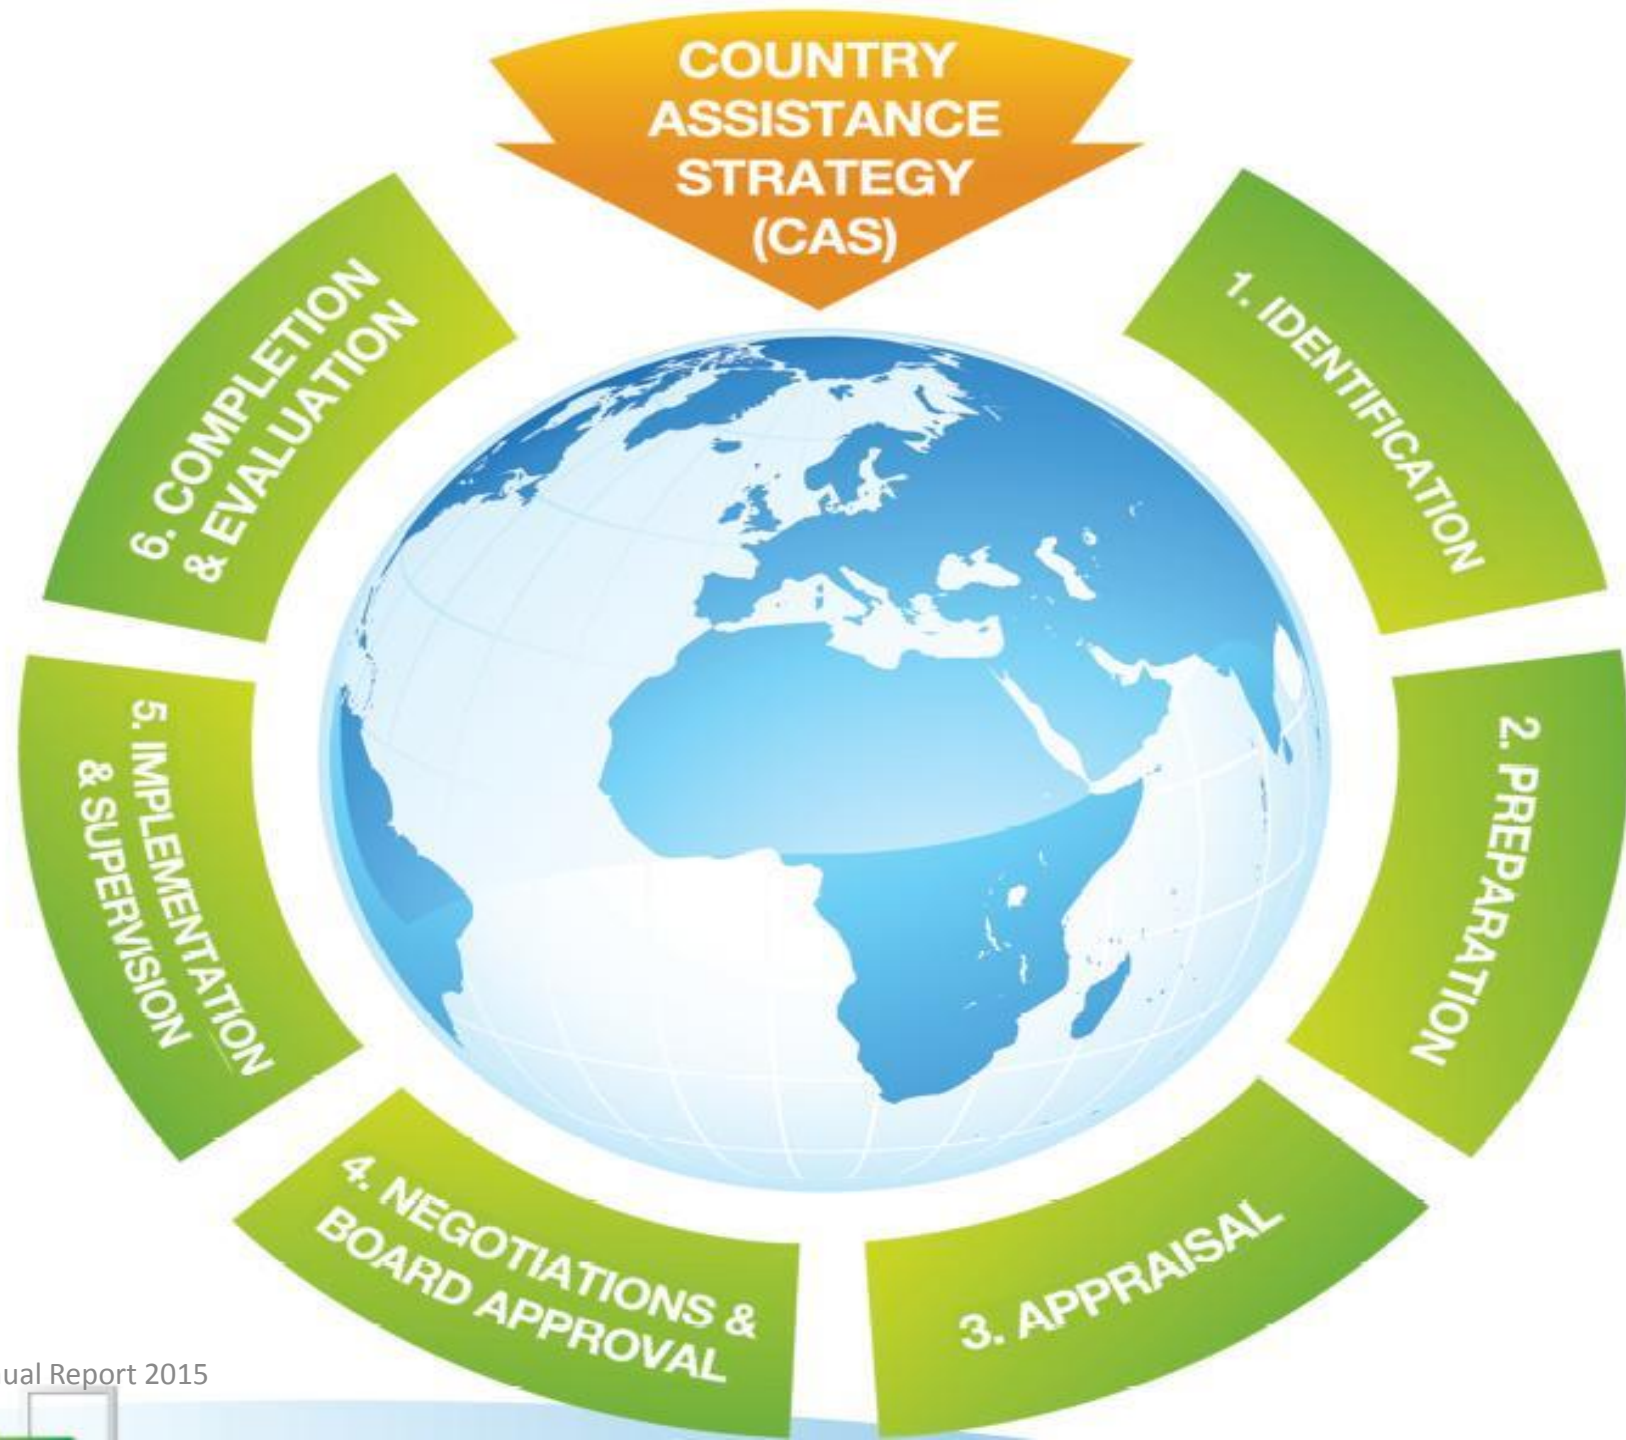 COUNTRY
ASSISTANCE
STRATEGY
(CAS)
1. IDENTIFICATION
2. PREPARATION
3. APPRAISAL
4. NEGOTIATIONS &
BOARD APPROVAL
5. IMPLEMENTATION
& SUPERVISION
6. COMPLETION
& EVALUATION
ual Report 2015